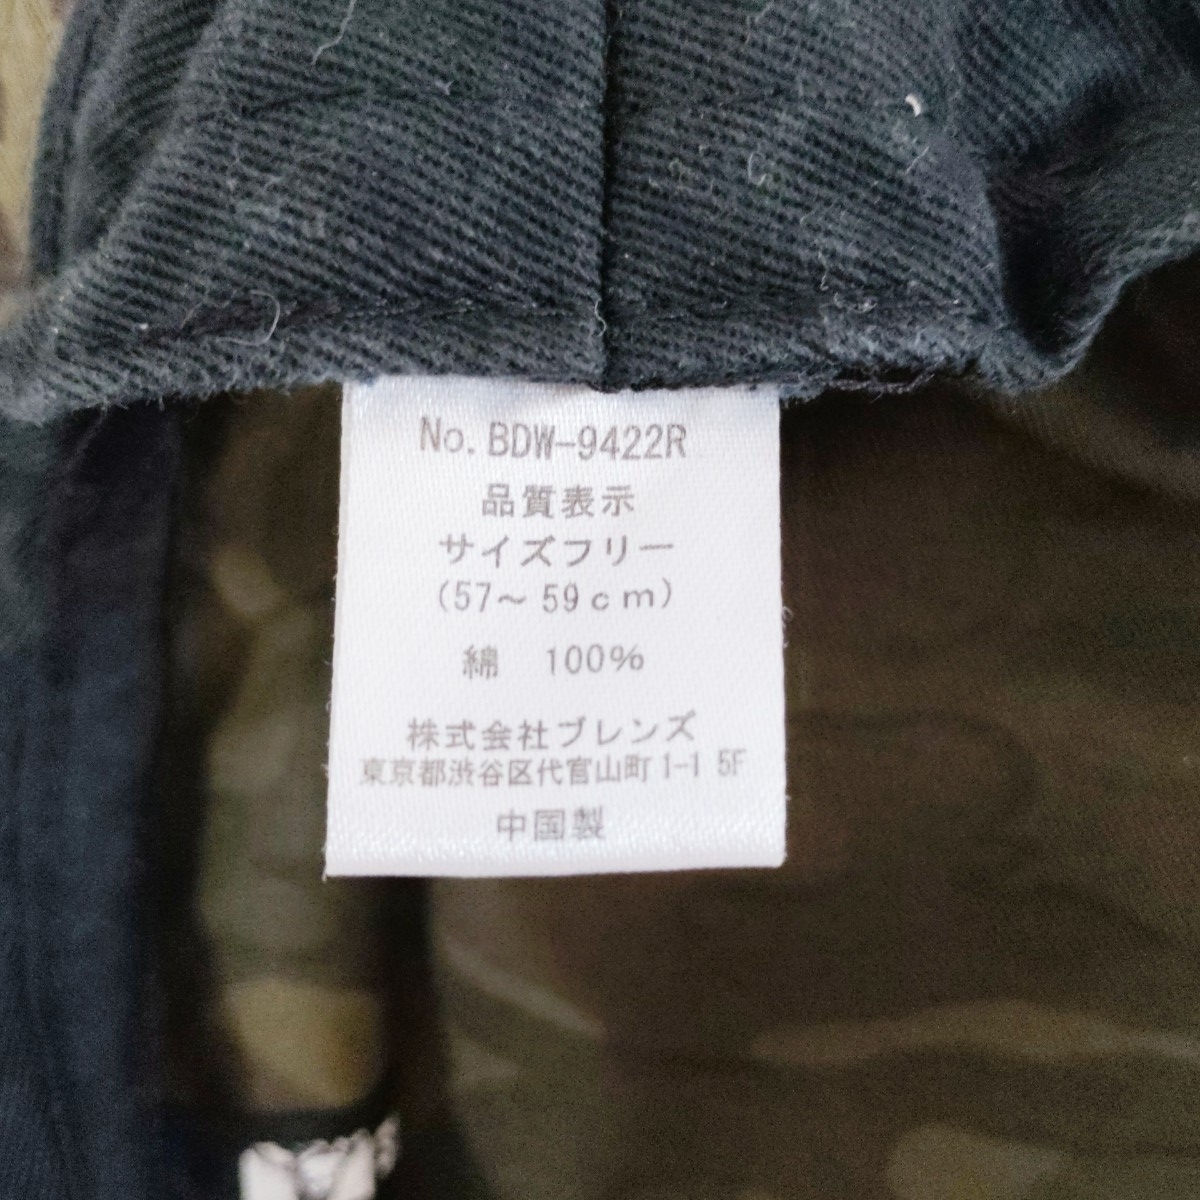 No. BDW-9422R
品質表示
サイズフリー
(57～59cm)
綿　100%
株式会社ブレンズ
東京都渋谷区代官山町1-1 5F
中国製